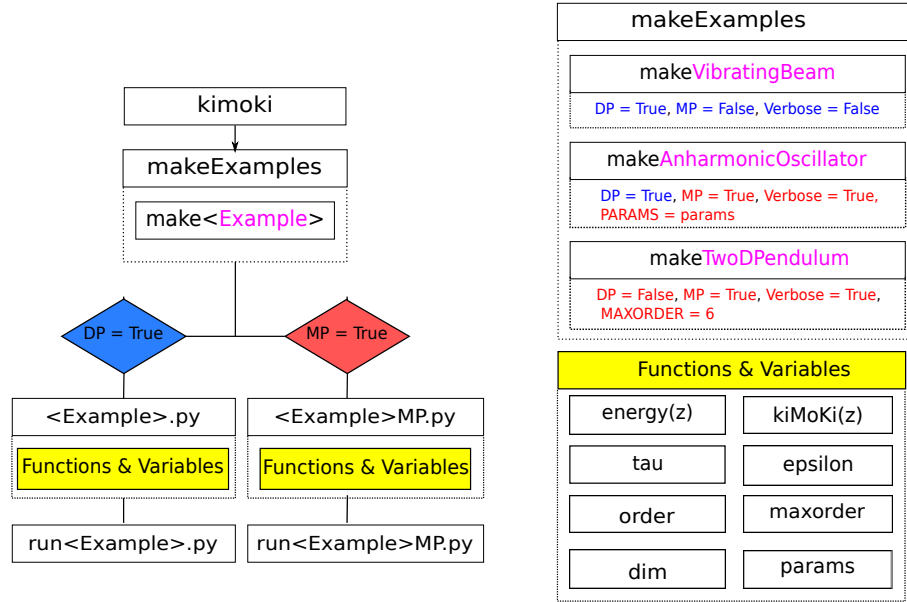 kimoki
makeExamples
make<Example>
DP = True
MP = True
<Example>.py
<Example>MP.py
Functions & Variables
Functions & Variables
run<Example>.py
run<Example>MP.py
makeExamples
makeVibratingBeam
DP = True, MP = False, Verbose = False
makeAnharmonicOscillator
DP = True, MP = True, Verbose = True,
PARAMS = params
makeTwoDPendulum
DP = False, MP = True, Verbose = True,
MAXORDER = 6
Functions & Variables
energy(z)
kiMoKi(z)
tau
epsilon
order
maxorder
dim
params